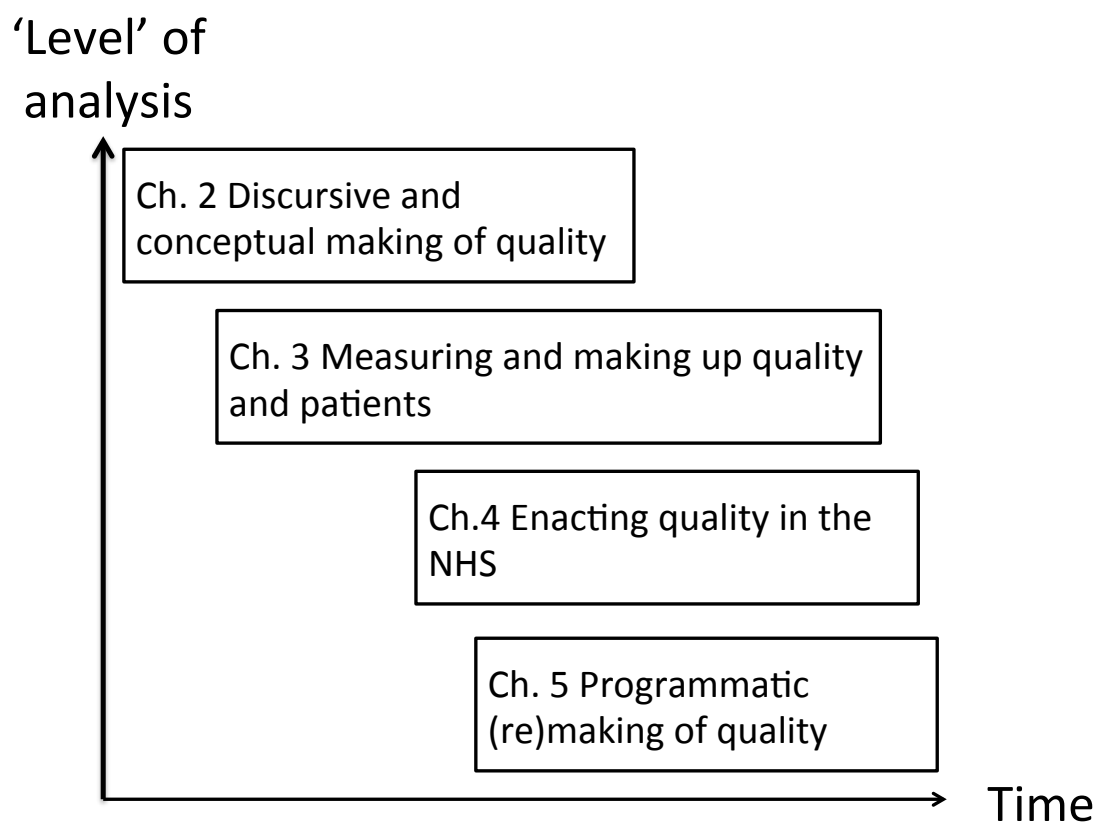 ‘Level’ of
analysis
Ch. 2 Discursive and
conceptual making of quality
Ch. 3 Measuring and making up quality
and patients
Ch.4 Enacting quality in the
NHS
Ch. 5 Programmatic
(re)making of quality
Time